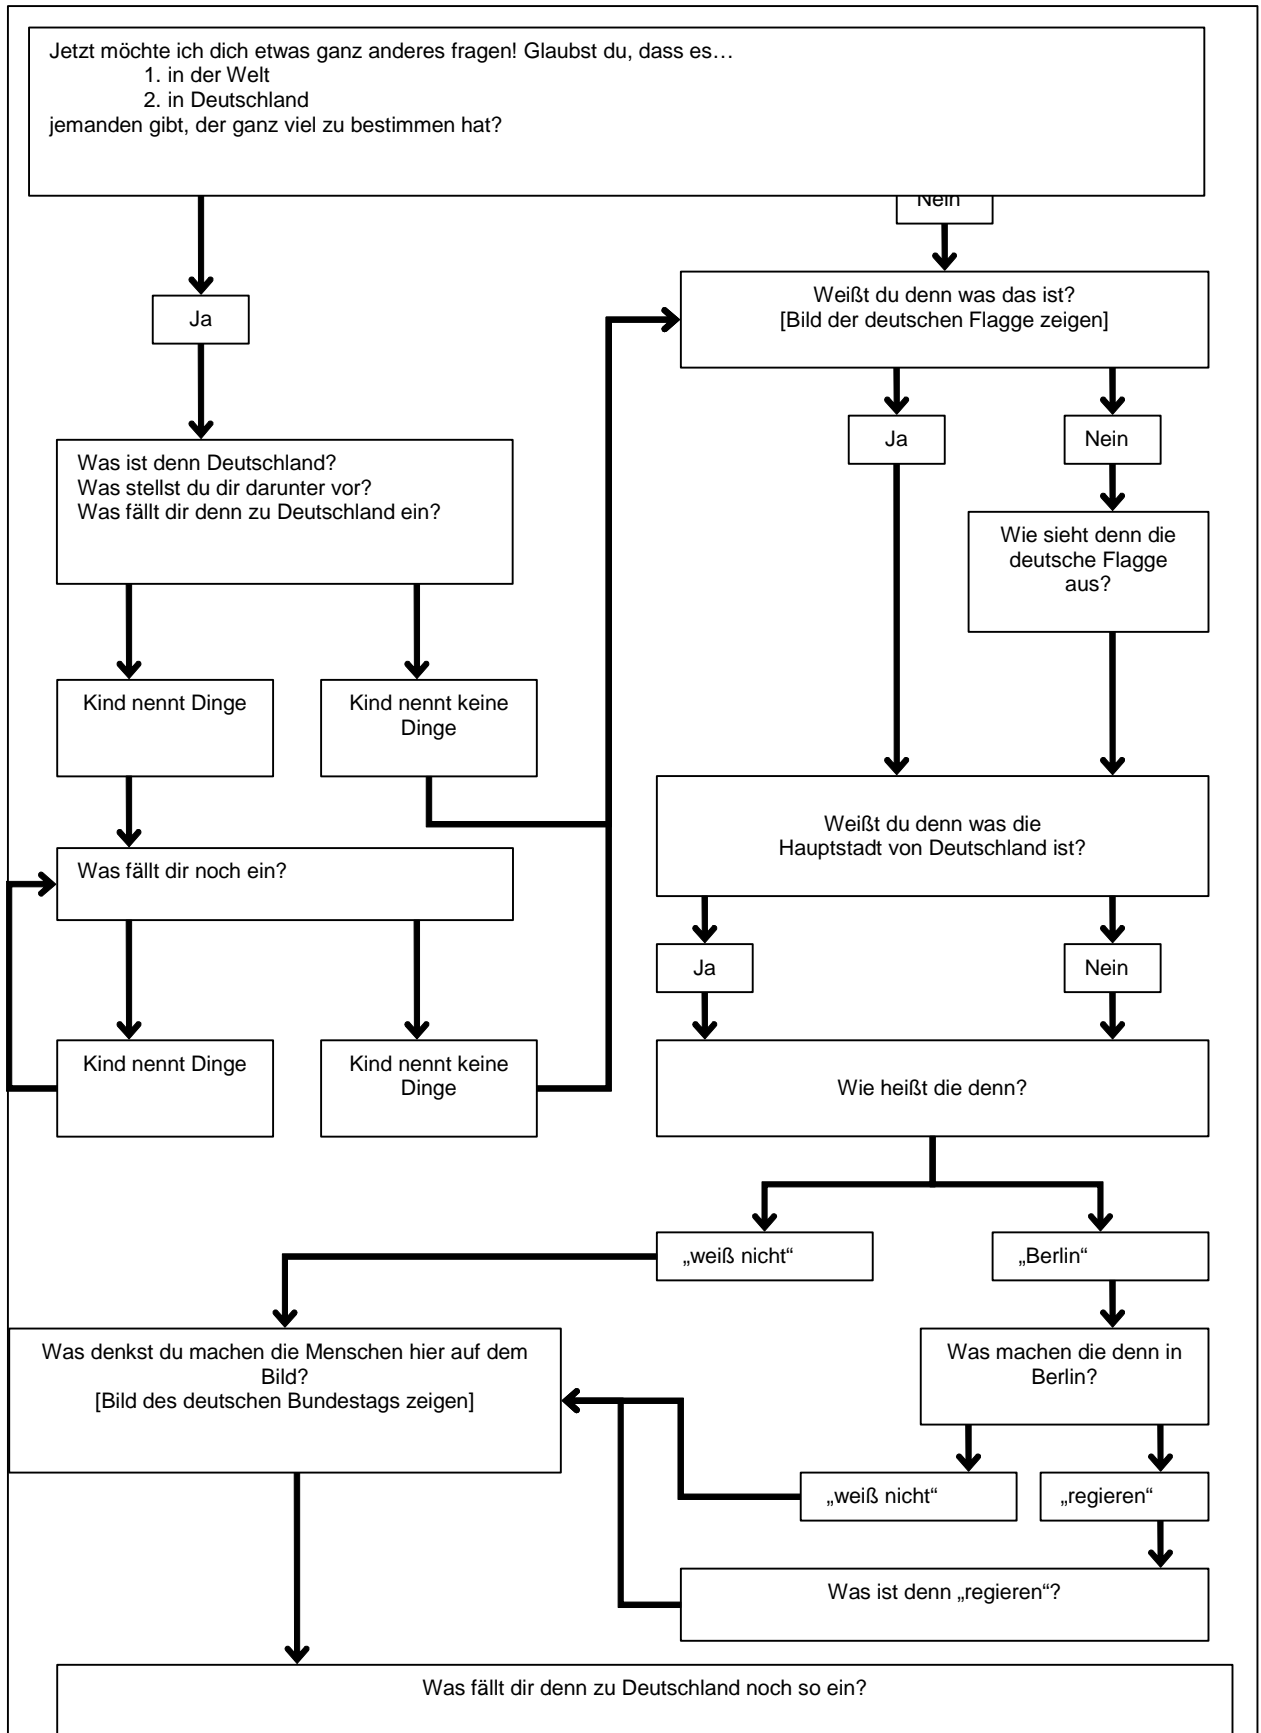 Jetzt möchte ich dich etwas ganz anderes fragen! Glaubst du, dass es…
1. in der Welt
2. in Deutschland
jemanden gibt, der ganz viel zu bestimmen hat?
Nein
Ja
Weißt du denn was das ist?
[Bild der deutschen Flagge zeigen]
Ja
Nein
Was ist denn Deutschland?
Was stellst du dir darunter vor?
Was fällt dir denn zu Deutschland ein?
Wie sieht denn die
deutsche Flagge
aus?
Kind nennt Dinge
Kind nennt keine
Dinge
Weißt du denn was die
Hauptstadt von Deutschland ist?
Was fällt dir noch ein?
Ja
Nein
Kind nennt Dinge
Kind nennt keine
Dinge
Wie heißt die denn?
„weiß nicht“
„Berlin“
Was denkst du machen die Menschen hier auf dem
Bild?
[Bild des deutschen Bundestags zeigen]
Was machen die denn in
Berlin?
„weiß nicht“
„regieren“
Was ist denn „regieren“?
Was fällt dir denn zu Deutschland noch so ein?